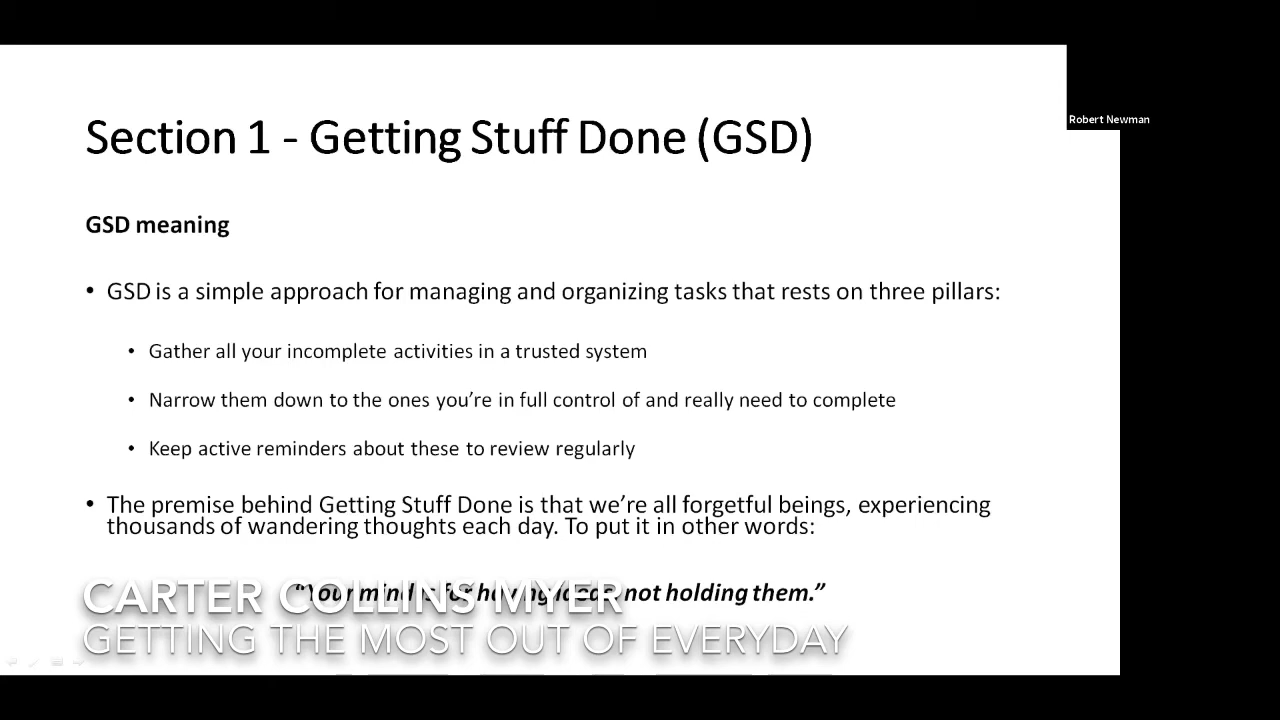 Robert Newman
Section 1 - Getting Stuff Done (GSD)
GSD meaning
• GSD is a simple approach for managing and organizing tasks that rests on three pillars:
• Gather all your incomplete activities in a trusted system
• Narrow them down to the ones you’re in full control of and really need to complete
• Keep active reminders about these to review regularly
• The premise behind Getting Stuff Done is that we’re all forgetful beings, experiencing
thousands of wandering thoughts each day. To put it in other words:
“Your mind is for having ideas, not holding them.”
CARTER COLLINS MYER
GETTING THE MOST OUT OF EVERYDAY